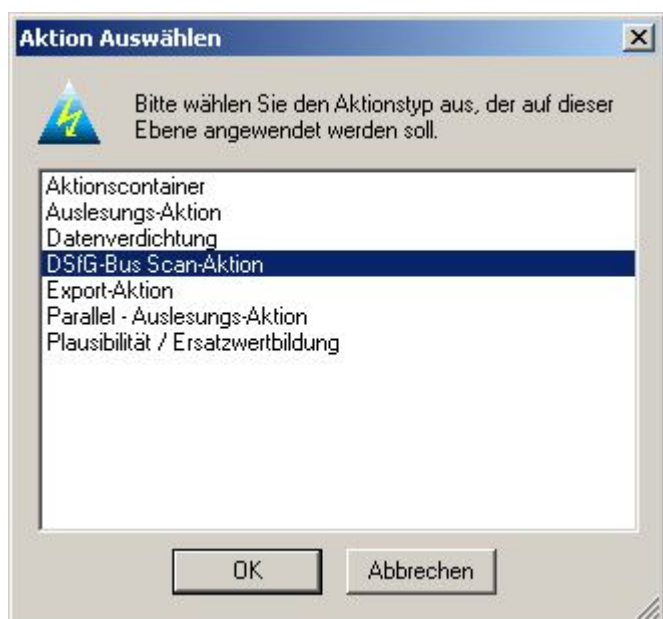 Aktion Auswählen
Bitte wählen Sie den Aktionstyp aus, der auf dieser
Ebene angewendet werden soll.
Aktionscontainer
Auslesungs-Aktion
Datenverdichtung
DSfG-Bus Scan-Aktion
Export-Aktion
Parallel - Auslesungs-Aktion
Plausibilität / Ersatzwertbildung
OK
Abbrechen